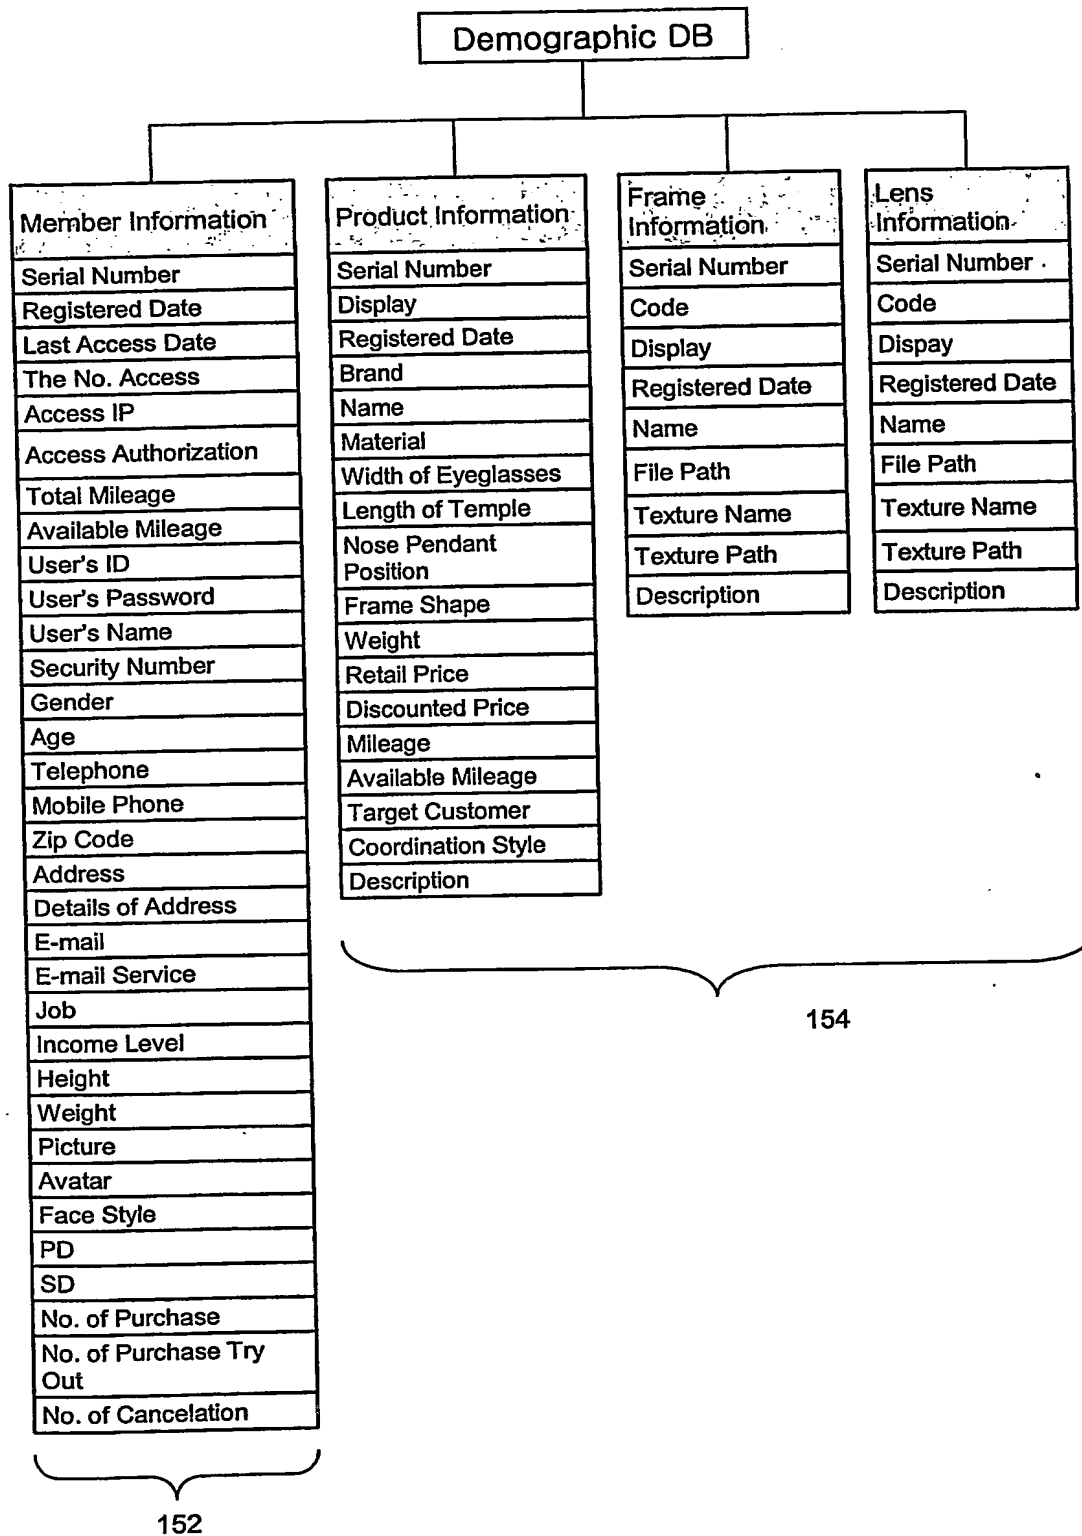 Demographic DB
Member Information
Serial Number
Registered Date
Last Access Date
The No. Access
Access IP
Access Authorization
Total Mileage
Available Mileage
User's ID
User's Password
User's Name
Security Number
Gender
Age
Telephone
Mobile Phone
Zip Code
Address
Details of Address
E-mail
E-mail Service
Job
Income Level
Height
Weight
Picture
Avatar
Face Style
PD
SD
No. of Purchase
No. of Purchase Try
Out
No. of Cancelation
152
Product Information
Serial Number
Display
Registered Date
Brand
Name
Material
Width of Eyeglasses
Length of Temple
Nose Pendant
Position
Frame Shape
Weight
Retail Price
Discounted Price
Mileage
Available Mileage
Target Customer
Coordination Style
Description
Frame
Information
Serial Number
Code
Display
Registered Date
Name
File Path
Texture Name
Texture Path
Description
Lens
Information
Serial Number
Code
Dispay
Registered Date
Name
File Path
Texture Name
Texture Path
Description
154